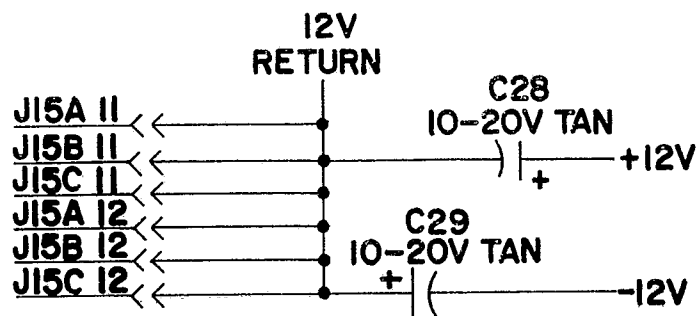 12V
RETURN
J15A 11
J15B 11
J15C 11
J15A 12
J15B 12
J15C 12
C28
10-20V TAN
+
+12V
C29
10-20V TAN
+
-12V